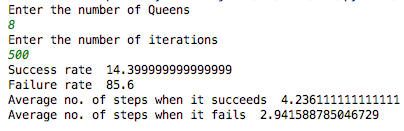 Enter the number of Queens
8
Enter the number of iterations
500
Success rate  14.399999999999999
Failure rate  85.6
Average no. of steps when it succeeds  4.236111111111111
Average no. of steps when it fails  2.941588785046729